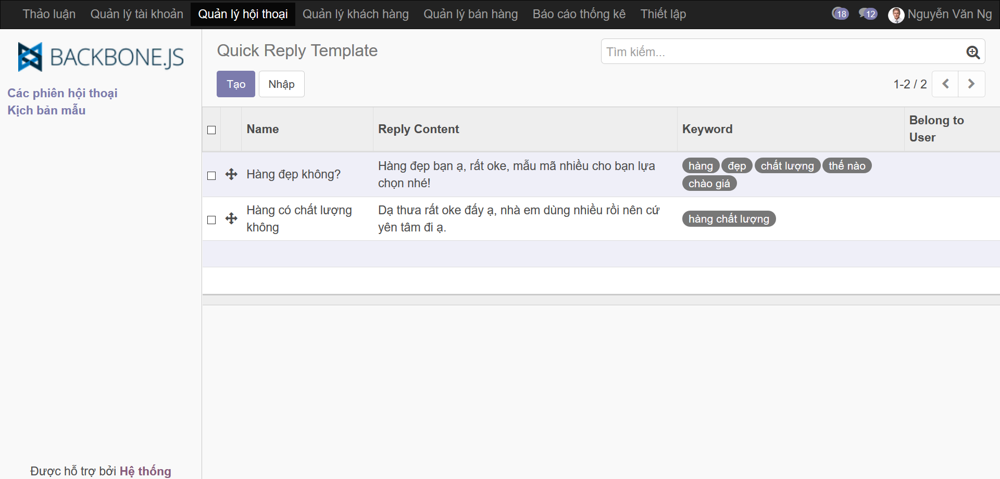 Thảo luận Quản lý tài khoản Quản lý hội thoại Quản lý khách hàng Quản lý bán hàng Báo cáo thống kê Thiết lập 18 12 Nguyễn Văn Ng
BACKBONE.JS
Các phiên hội thoại
Kịch bản mẫu
Quick Reply Template
Tìm kiếm...
Tạo Nhập
1-2 / 2
Name Reply Content Keyword Belong to
User
Hàng đẹp không? Hàng đẹp bạn ạ, rất oke, mẫu mã nhiều cho bạn lựa
chọn nhé!
hàng đẹp chất lượng thế nào
chào giá
Hàng có chất lượng
không
Dạ thưa rất oke đấy ạ, nhà em dùng nhiều rồi nên cứ
yên tâm đi ạ.
hàng chất lượng
Được hỗ trợ bởi Hệ thống